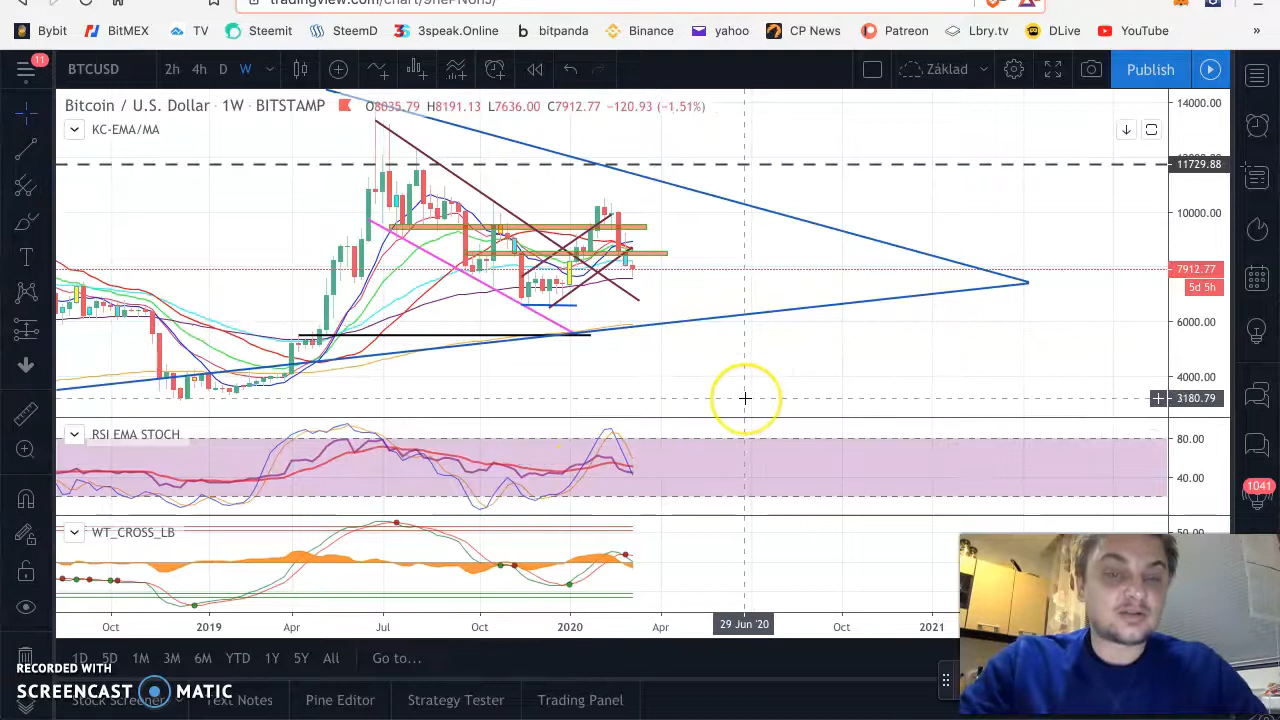 Bybit BitMEX TV Steemit SteemD 3speak.Online bitpanda Binance yahoo CP News Patreon Lbry.tv DLive YouTube »
11 BTCUSD 2h 4h D W Základ Publish
Bitcoin / U.S. Dollar · 1W · BITSTAMP O8035.79 H8191.13 L7636.00 C7912.77 −120.93 (−1.51%)
KC-EMA/MA
14000.00
11729.88
10000.00
7912.77
5d 5h
6000.00
4000.00
3180.79
RSI EMA STOCH
80.00
40.00
1041
WT_CROSS_LB
Oct 2019 Apr Jul Oct 2020 Apr 29 Jun '20 Oct 2021
1D 5D 1M 3M 6M YTD 1Y 5Y All Go to...
RECORDED WITH
SCREENCAST MATIC
Stock Screener Text Notes Pine Editor Strategy Tester Trading Panel